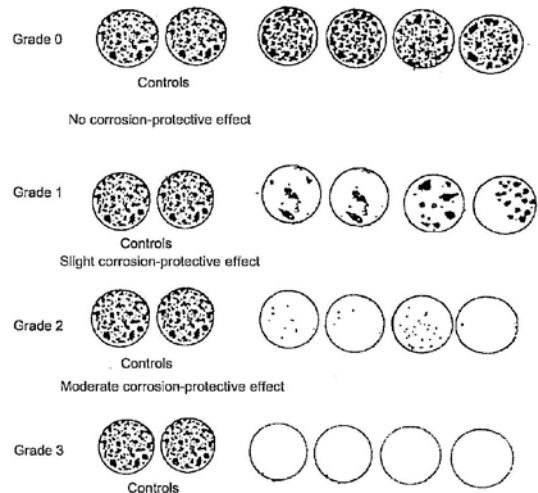 Grade 0
Controls
No corrosion-protective effect
Grade 1
Controls
Slight corrosion-protective effect
Grade 2
Controls
Moderate corrosion-protective effect
Grade 3
Controls